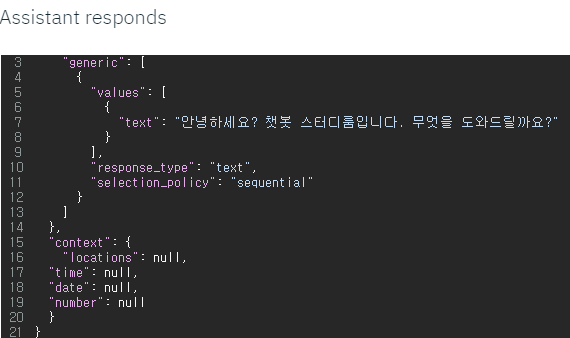 Assistant responds
3 "generic": [
4 {
5 "values": [
6 {
7 "text": "안녕하세요? 챗봇 스터디룸입니다. 무엇을 도와드릴까요?"
8 }
9 ],
10 "response_type": "text",
11 "selection_policy": "sequential"
12 }
13 ]
14 },
15 "context": {
16 "locations": null,
17 "time": null,
18 "date": null,
19 "number": null
20 }
21 }